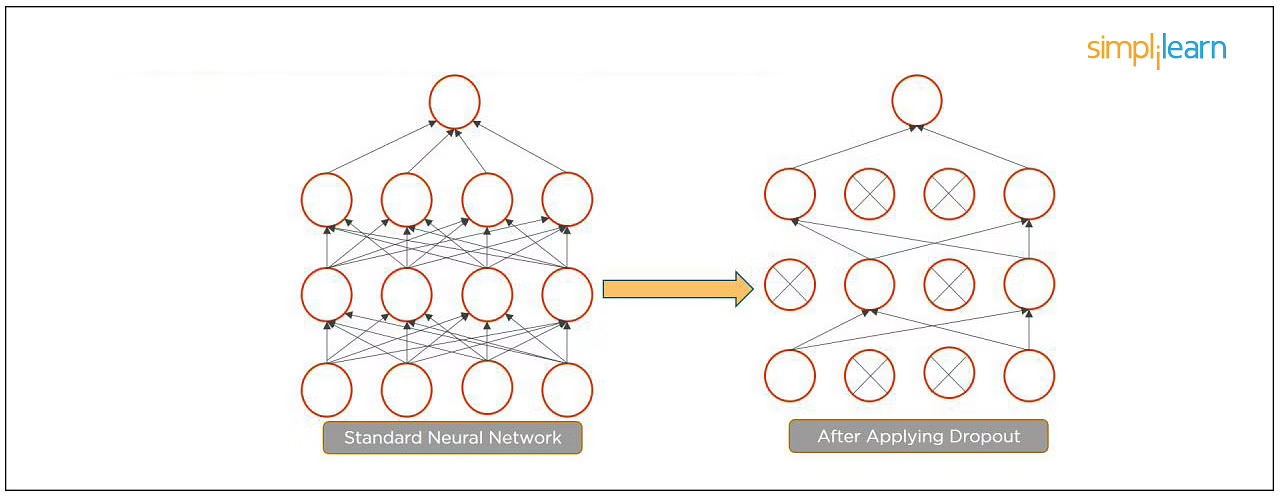 simplilearn
Standard Neural Network
After Applying Dropout